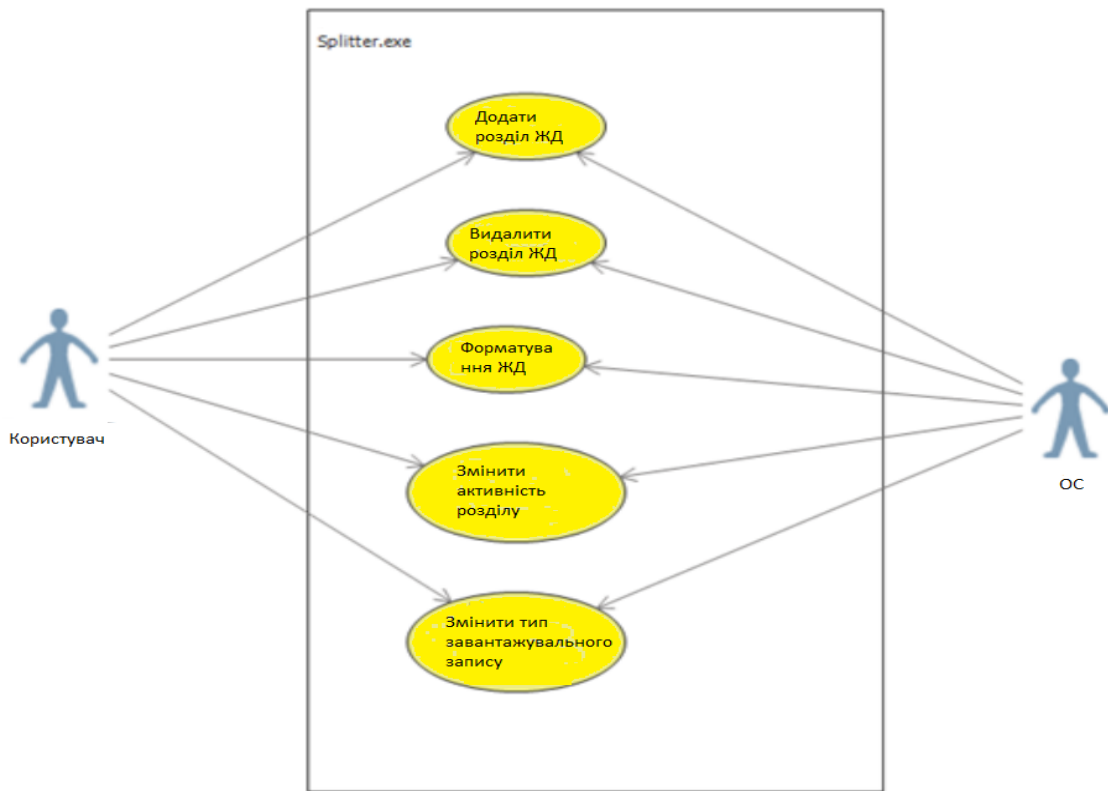 Splitter.exe
Додати
розділ ЖД
Видалити
розділ ЖД
Форматува
ння ЖД
Користувач
Змінити
активність
розділу
ОС
Змінити тип
завантажувального
запису